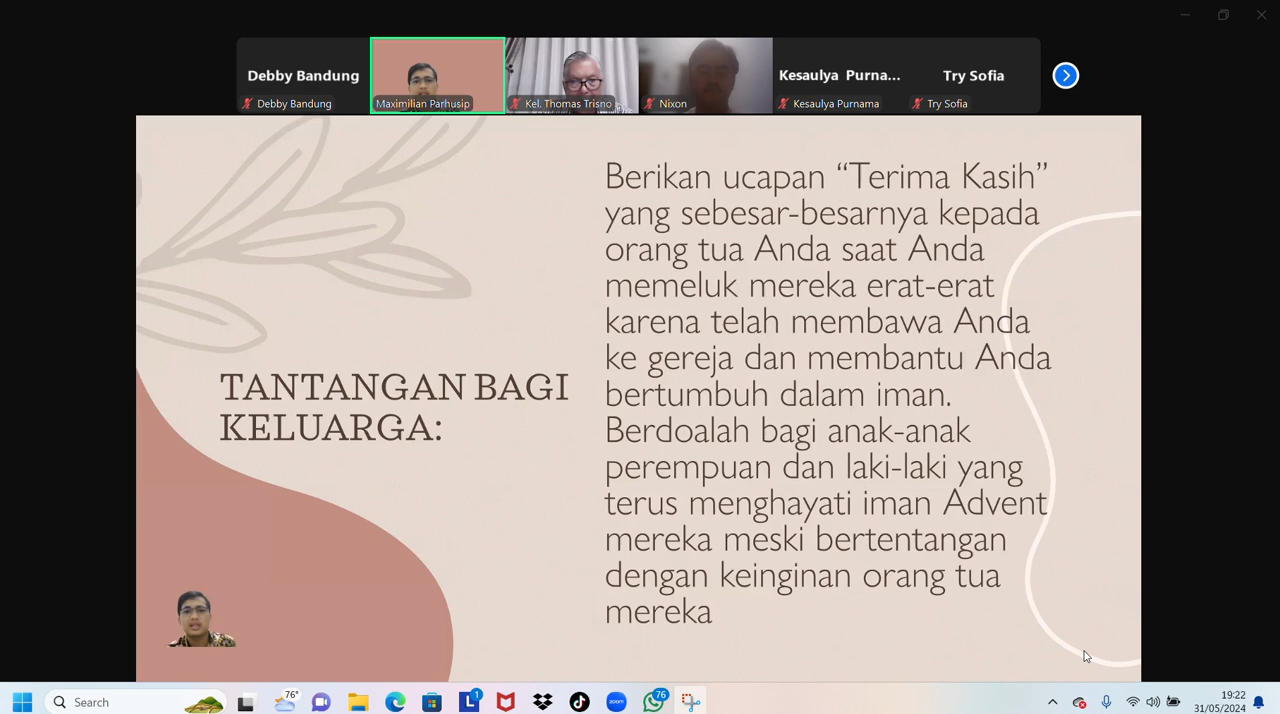 Debby Bandung
Kesaulya Purna...
Try Sofia
Debby Bandung
Maximilian Parhusip
Kel. Thomas Trisno
Nixon
Kesaulya Purnama
Try Sofia
Berikan ucapan “Terima Kasih”
yang sebesar-besarnya kepada
orang tua Anda saat Anda
memeluk mereka erat-erat
karena telah membawa Anda
ke gereja dan membantu Anda
bertumbuh dalam iman.
Berdoalah bagi anak-anak
perempuan dan laki-laki yang
terus menghayati iman Advent
mereka meski bertentangan
dengan keinginan orang tua
mereka
TANTANGAN BAGI
KELUARGA:
Search
76°
1
zoom
76
19:22
31/05/2024